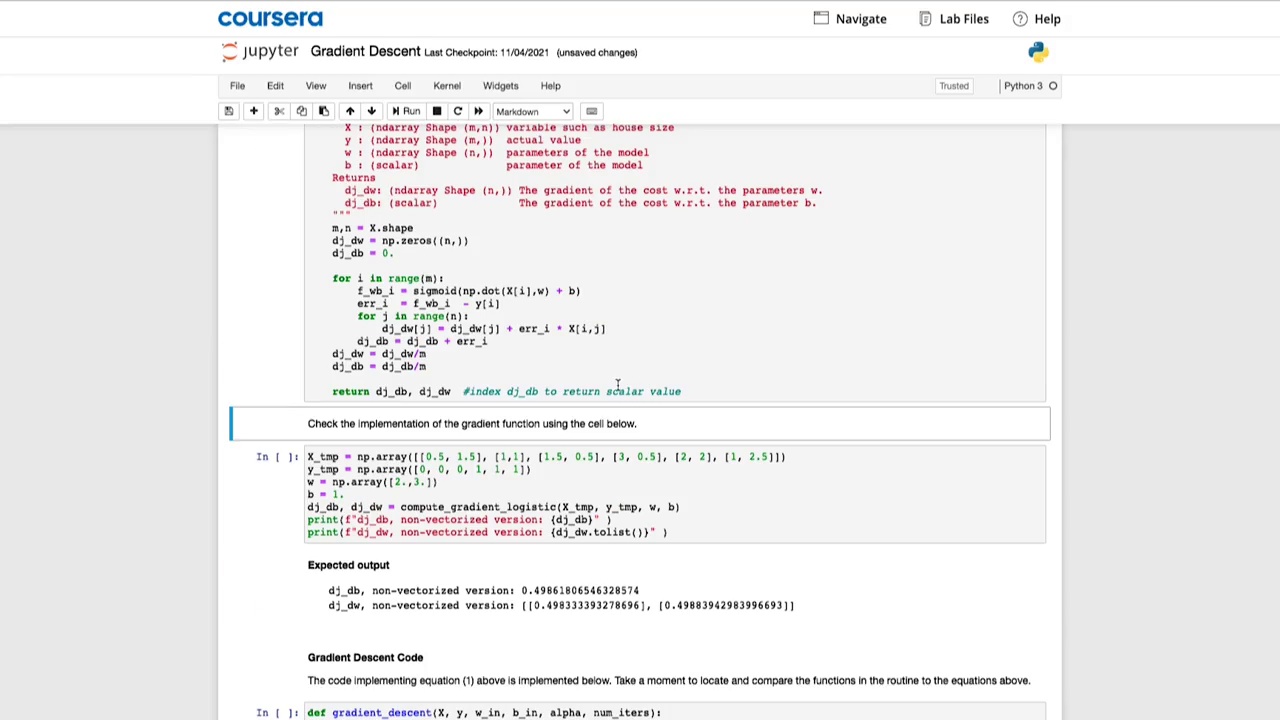 coursera
Navigate Lab Files Help
jupyter Gradient Descent Last Checkpoint: 11/04/2021 (unsaved changes)
File Edit View Insert Cell Kernel Widgets Help Trusted Python 3
Run Markdown
X : (ndarray Shape (m,n)) variable such as house size
y : (ndarray Shape (m,)) actual value
w : (ndarray Shape (n,)) parameters of the model
b : (scalar) parameter of the model
Returns
dj_dw: (ndarray Shape (n,)) The gradient of the cost w.r.t. the parameters w.
dj_db: (scalar) The gradient of the cost w.r.t. the parameter b.
"""
m,n = X.shape
dj_dw = np.zeros((n,))
dj_db = 0.
for i in range(m):
f_wb_i = sigmoid(np.dot(X[i],w) + b)
err_i = f_wb_i - y[i]
for j in range(n):
dj_dw[j] = dj_dw[j] + err_i * X[i,j]
dj_db = dj_db + err_i
dj_dw = dj_dw/m
dj_db = dj_db/m
return dj_db, dj_dw #index dj_db to return scalar value
Check the implementation of the gradient function using the cell below.
In [ ]: X_tmp = np.array([[0.5, 1.5], [1,1], [1.5, 0.5], [3, 0.5], [2, 2], [1, 2.5]])
y_tmp = np.array([0, 0, 0, 1, 1, 1])
w = np.array([2.,3.])
b = 1.
dj_db, dj_dw = compute_gradient_logistic(X_tmp, y_tmp, w, b)
print(f"dj_db, non-vectorized version: {dj_db}" )
print(f"dj_dw, non-vectorized version: {dj_dw.tolist()}" )
Expected output
dj_db, non-vectorized version: 0.49861806546328574
dj_dw, non-vectorized version: [[0.498333393278696], [0.49883942983996693]]
Gradient Descent Code
The code implementing equation (1) above is implemented below. Take a moment to locate and compare the functions in the routine to the equations above.
In [ ]: def gradient_descent(X, y, w_in, b_in, alpha, num_iters):